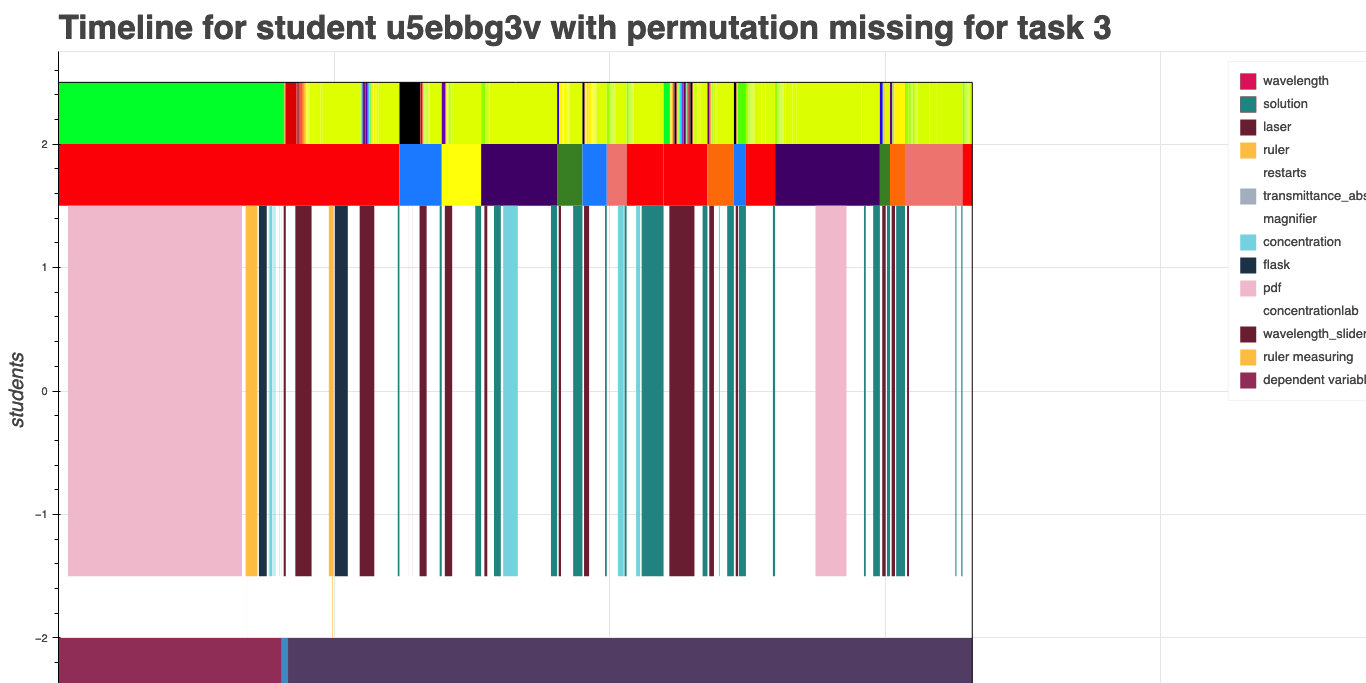 Timeline for student u5ebbg3v with permutation missing for task 3
wavelength
solution
laser
ruler
restarts
transmittance_abs
magnifier
concentration
flask
pdf
concentrationlab
wavelength_slider
ruler measuring
dependent variabl
students
2
1
0
−1
−2